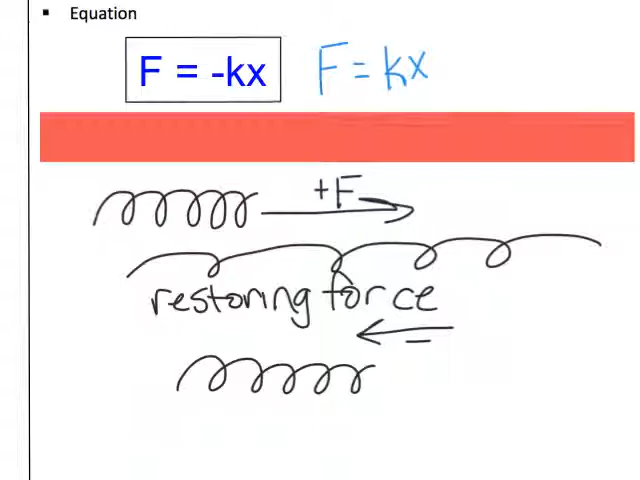 ▪ Equation
F = -kx F = kx
+F
restoring force
−